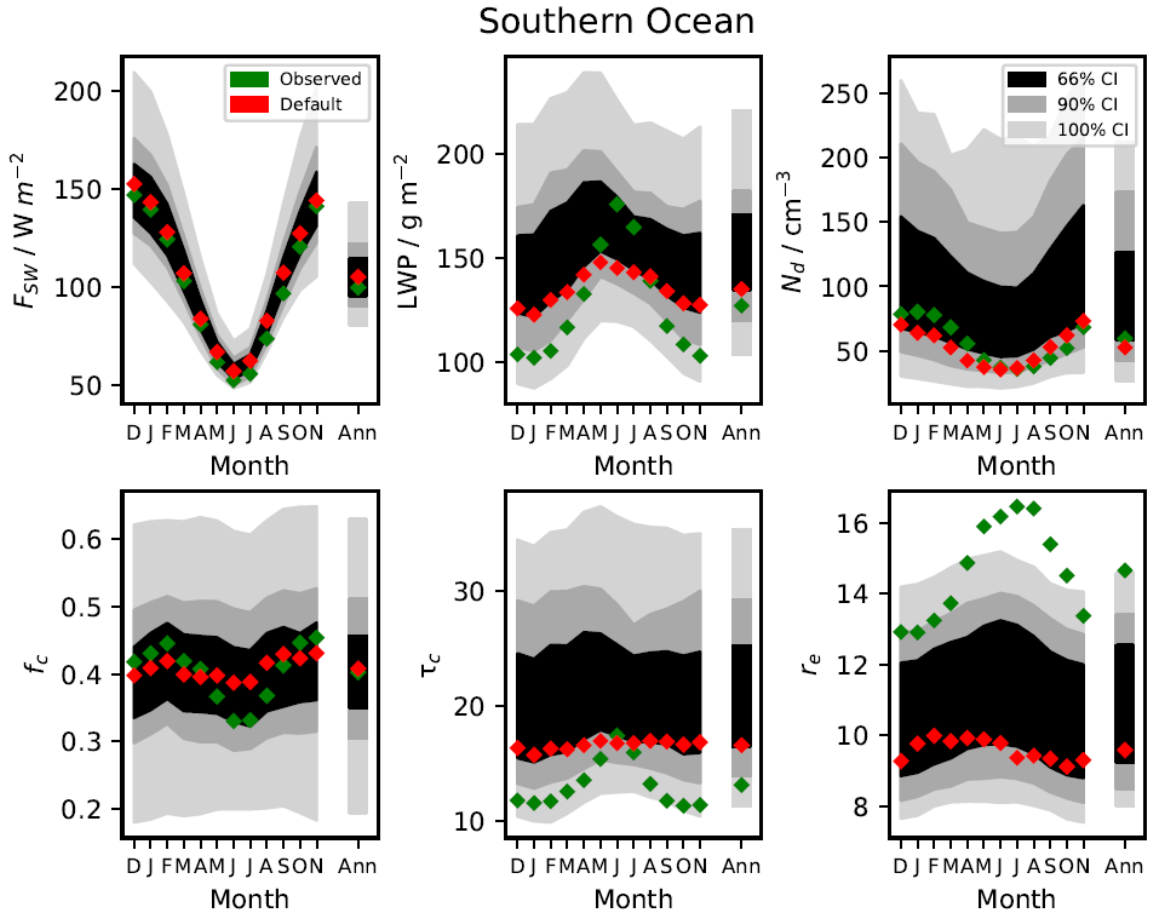 Southern Ocean
F_SW / W m⁻²
200
150
100
50
Observed
Default
D J F M A M J J A S O N Ann
Month
LWP / g m⁻²
200
150
100
D J F M A M J J A S O N Ann
Month
N_d / cm⁻³
250
200
150
100
50
66% CI
90% CI
100% CI
D J F M A M J J A S O N Ann
Month
f_c
0.6
0.5
0.4
0.3
0.2
D J F M A M J J A S O N Ann
Month
τ_c
30
20
10
D J F M A M J J A S O N Ann
Month
r_e
16
14
12
10
8
D J F M A M J J A S O N Ann
Month